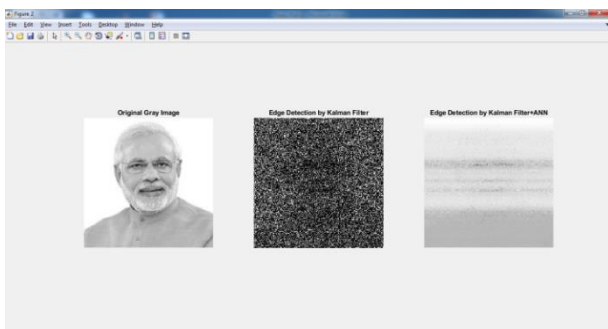 Figure 2
File Edit View Insert Tools Desktop Window Help
Original Gray Image
Edge Detection by Kalman Filter
Edge Detection by Kalman Filter+ANN